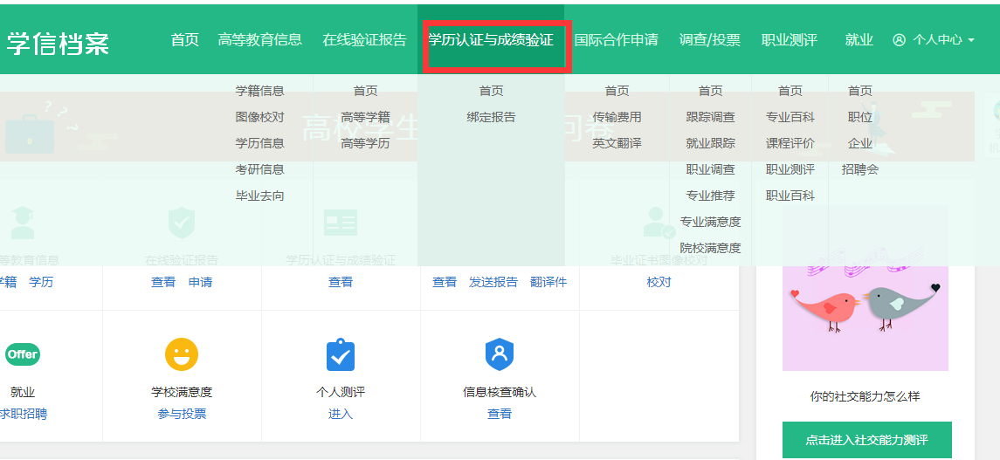 学信档案
首页 高等教育信息 在线验证报告 学历认证与成绩验证 国际合作申请 调查/投票 职业测评 就业 个人中心
学籍信息 首页 首页 首页 首页 首页 首页
图像校对 高等学籍 绑定报告 传输费用 跟踪调查 专业百科 职位
学历信息 高等学历 英文翻译 就业跟踪 课程评价 企业
考研信息 职业调查 职业测评 招聘会
毕业去向 专业推荐 职业百科
专业满意度
院校满意度
高校学生 问卷
等教育信息 在线验证报告 学历认证与成绩验证 毕业证书图像校对
学籍 学历 查看 申请 查看 查看 发送报告 翻译件 校对
Offer
就业 学校满意度 个人测评 信息核查确认
求职招聘 参与投票 进入 查看
你的社交能力怎么样
点击进入社交能力测评